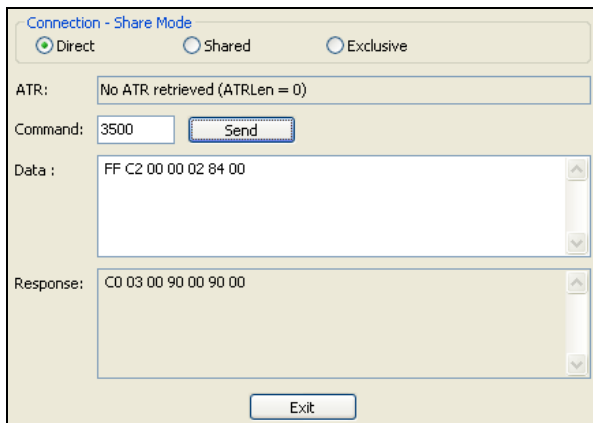 Connection - Share Mode
Direct Shared Exclusive
ATR: No ATR retrieved (ATRLen = 0)
Command: 3500 Send
Data : FF C2 00 00 02 84 00
Response: C0 03 00 90 00 90 00
Exit